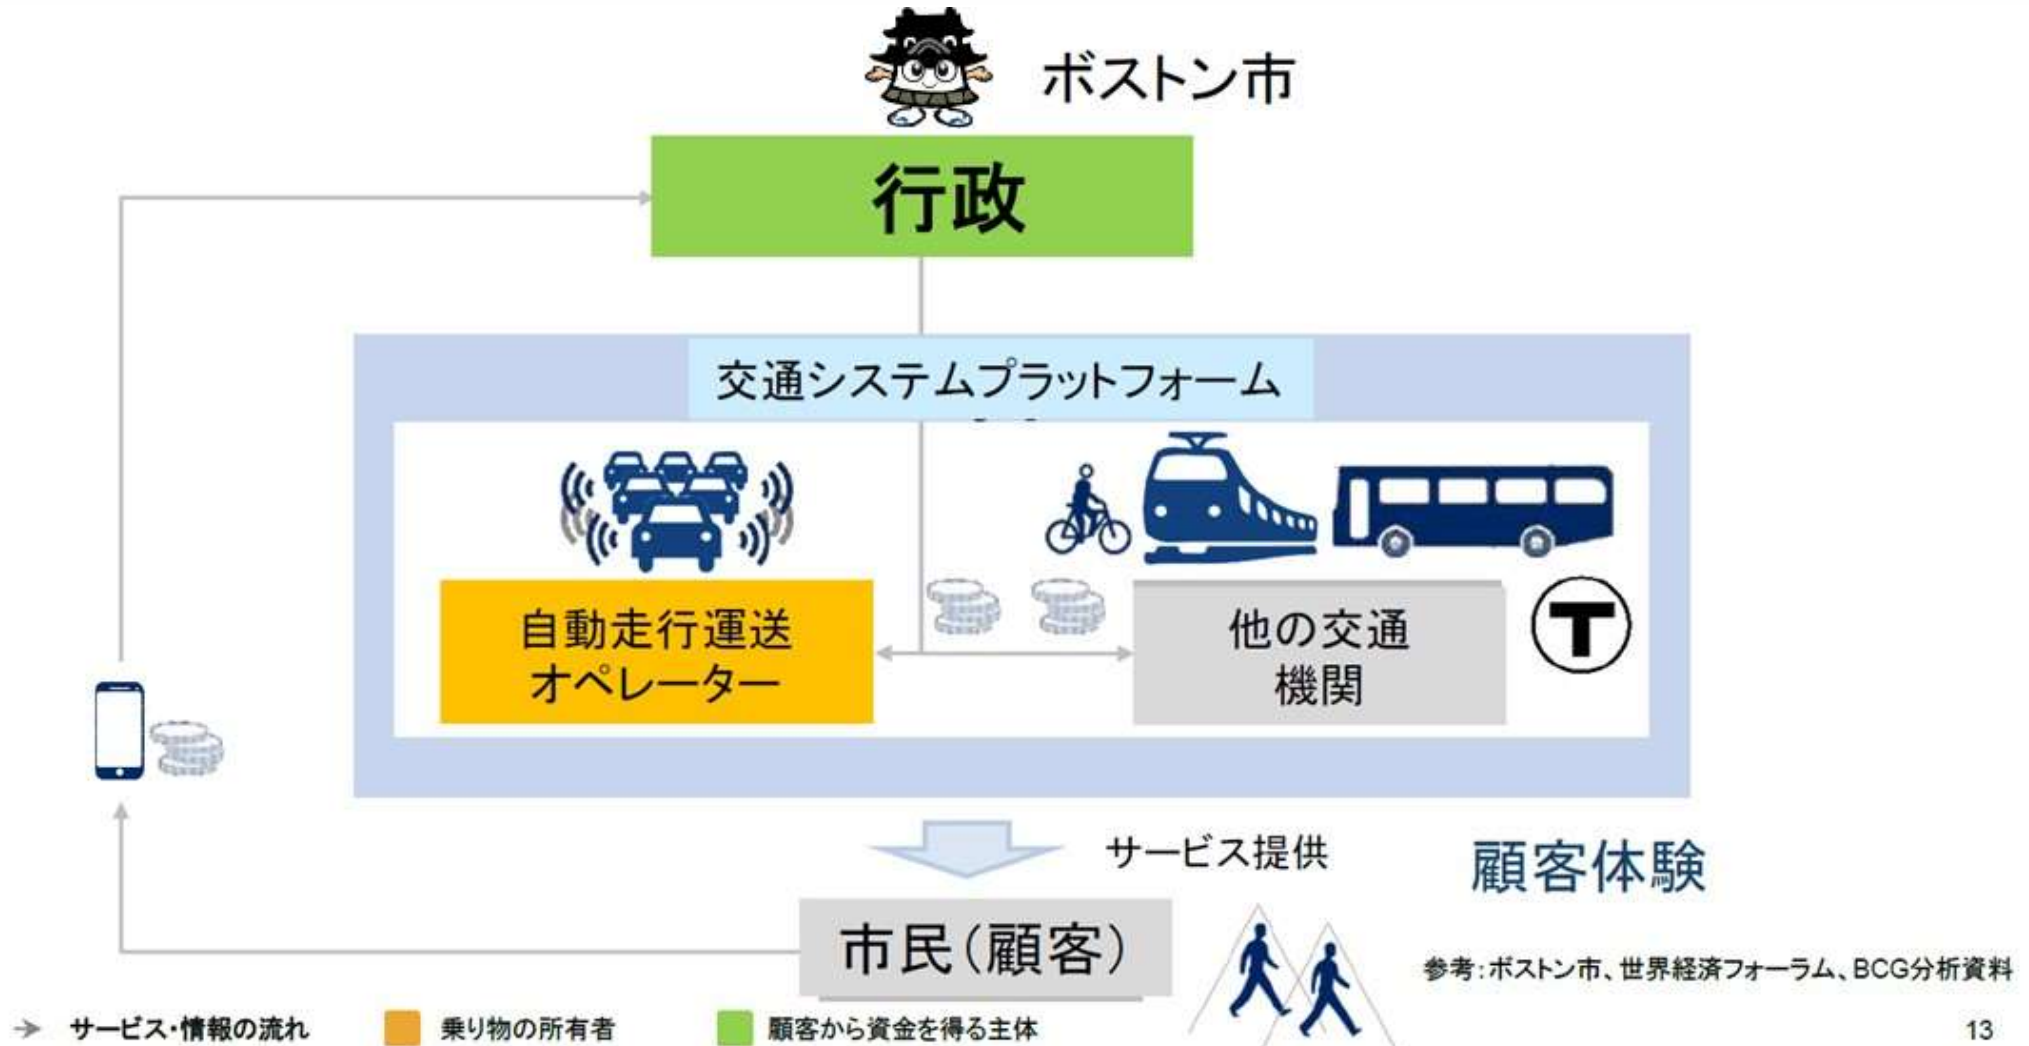 ボストン市
行政
交通システムプラットフォーム
自動走行運送
オペレーター
他の交通
機関
T
サービス提供
顧客体験
市民(顧客)
参考:ボストン市、世界経済フォーラム、BCG分析資料
サービス・情報の流れ
乗り物の所有者
顧客から資金を得る主体
13